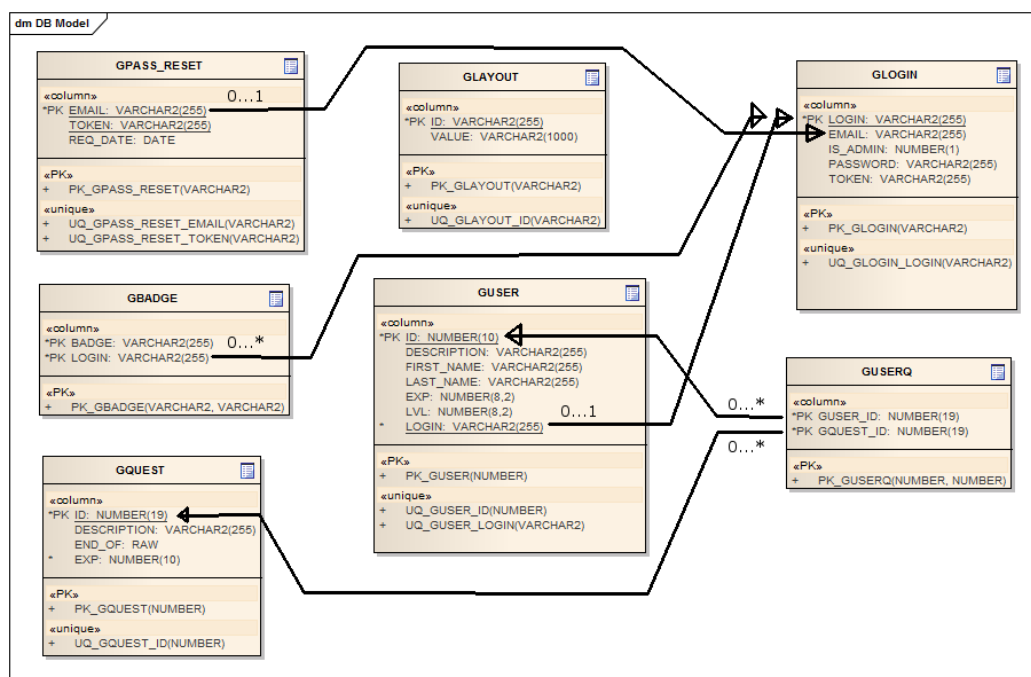 dm DB Model
GPASS_RESET
«column»
0...1
*PK EMAIL: VARCHAR2(255)
TOKEN: VARCHAR2(255)
REQ_DATE: DATE
«PK»
+ PK_GPASS_RESET(VARCHAR2)
«unique»
+ UQ_GPASS_RESET_EMAIL(VARCHAR2)
+ UQ_GPASS_RESET_TOKEN(VARCHAR2)
GLAYOUT
«column»
*PK ID: VARCHAR2(255)
VALUE: VARCHAR2(1000)
«PK»
+ PK_GLAYOUT(VARCHAR2)
«unique»
+ UQ_GLAYOUT_ID(VARCHAR2)
GLOGIN
«column»
*PK LOGIN: VARCHAR2(255)
EMAIL: VARCHAR2(255)
IS_ADMIN: NUMBER(1)
PASSWORD: VARCHAR2(255)
TOKEN: VARCHAR2(255)
«PK»
+ PK_GLOGIN(VARCHAR2)
«unique»
+ UQ_GLOGIN_LOGIN(VARCHAR2)
GBADGE
«column»
*PK BADGE: VARCHAR2(255) 0...*
*PK LOGIN: VARCHAR2(255)
«PK»
+ PK_GBADGE(VARCHAR2, VARCHAR2)
GUSER
«column»
*PK ID: NUMBER(10)
DESCRIPTION: VARCHAR2(255)
FIRST_NAME: VARCHAR2(255)
LAST_NAME: VARCHAR2(255)
EXP: NUMBER(8,2)
LVL: NUMBER(8,2) 0...1
* LOGIN: VARCHAR2(255)
«PK»
+ PK_GUSER(NUMBER)
«unique»
+ UQ_GUSER_ID(NUMBER)
+ UQ_GUSER_LOGIN(VARCHAR2)
GUSERQ
«column»
0...*
*PK GUSER_ID: NUMBER(19)
*PK GQUEST_ID: NUMBER(19)
0...*
«PK»
+ PK_GUSERQ(NUMBER, NUMBER)
GQUEST
«column»
*PK ID: NUMBER(19)
DESCRIPTION: VARCHAR2(255)
END_OF: RAW
* EXP: NUMBER(10)
«PK»
+ PK_GQUEST(NUMBER)
«unique»
+ UQ_GQUEST_ID(NUMBER)